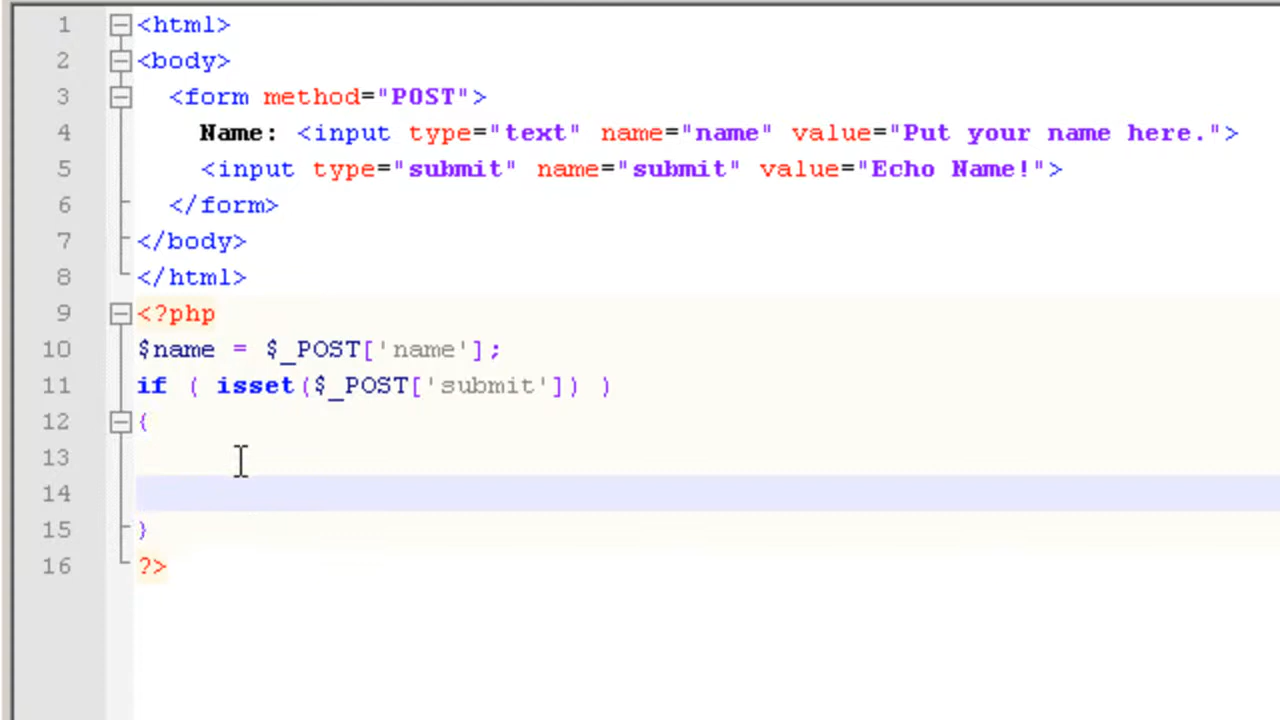 1 <html>
2 <body>
3 <form method="POST">
4 Name: <input type="text" name="name" value="Put your name here.">
5 <input type="submit" name="submit" value="Echo Name!">
6 </form>
7 </body>
8 </html>
9 <?php
10 $name = $_POST['name'];
11 if ( isset($_POST['submit']) )
12 {
13
14
15 }
16 ?>